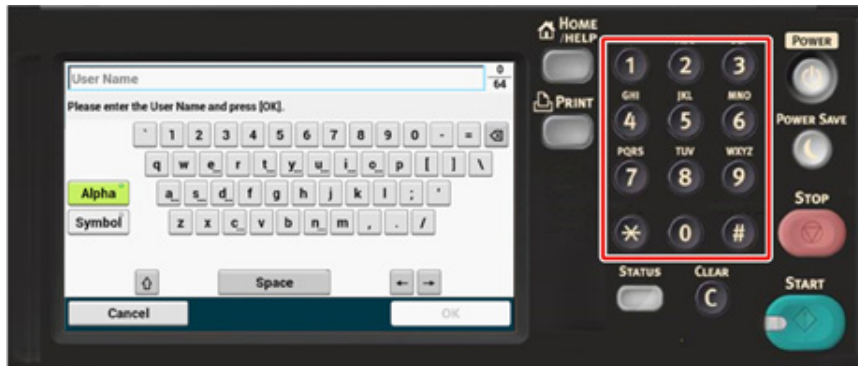 HOME
/HELP
POWER
User Name
0
64
1 2 3
Please enter the User Name and press [OK].
PRINT
GHI JKL MNO
4 5 6
POWER SAVE
` 1 2 3 4 5 6 7 8 9 0 - =
q w e r t y u i o p [ ] \
PQRS TUV WXYZ
7 8 9
Alpha
a s d f g h j k l ; '
STOP
Symbol
z x c v b n m , . /
* 0 #
Space
← →
STATUS
CLEAR
START
C
Cancel
OK